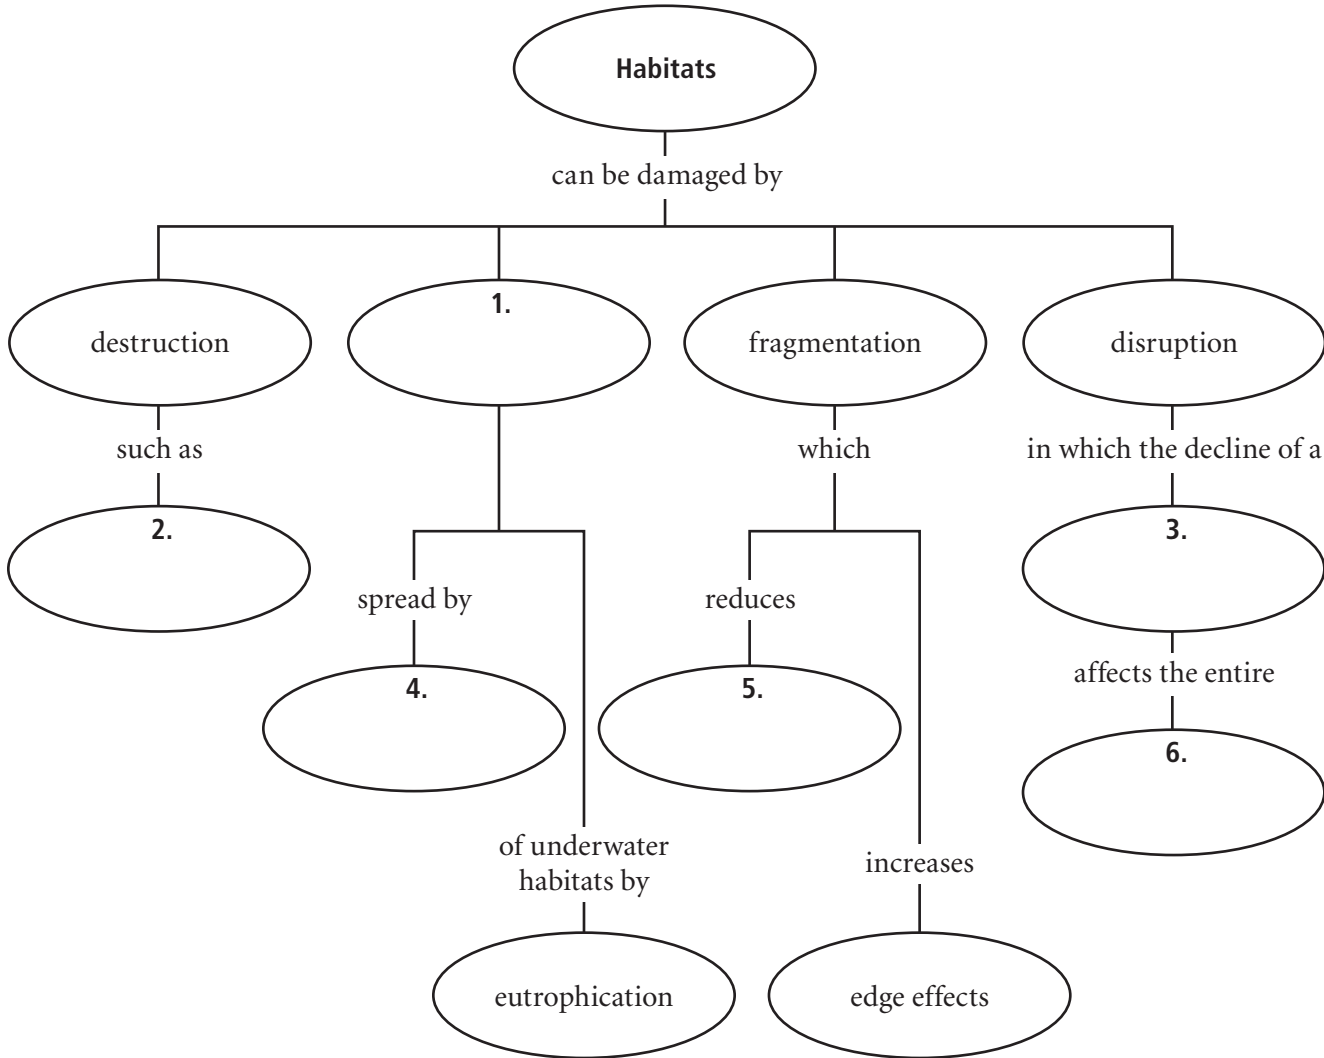 Habitats
can be damaged by
destruction
1.
fragmentation
disruption
such as
which
in which the decline of a
2.
3.
spread by
reduces
affects the entire
4.
5.
6.
of underwater
habitats by
increases
eutrophication
edge effects